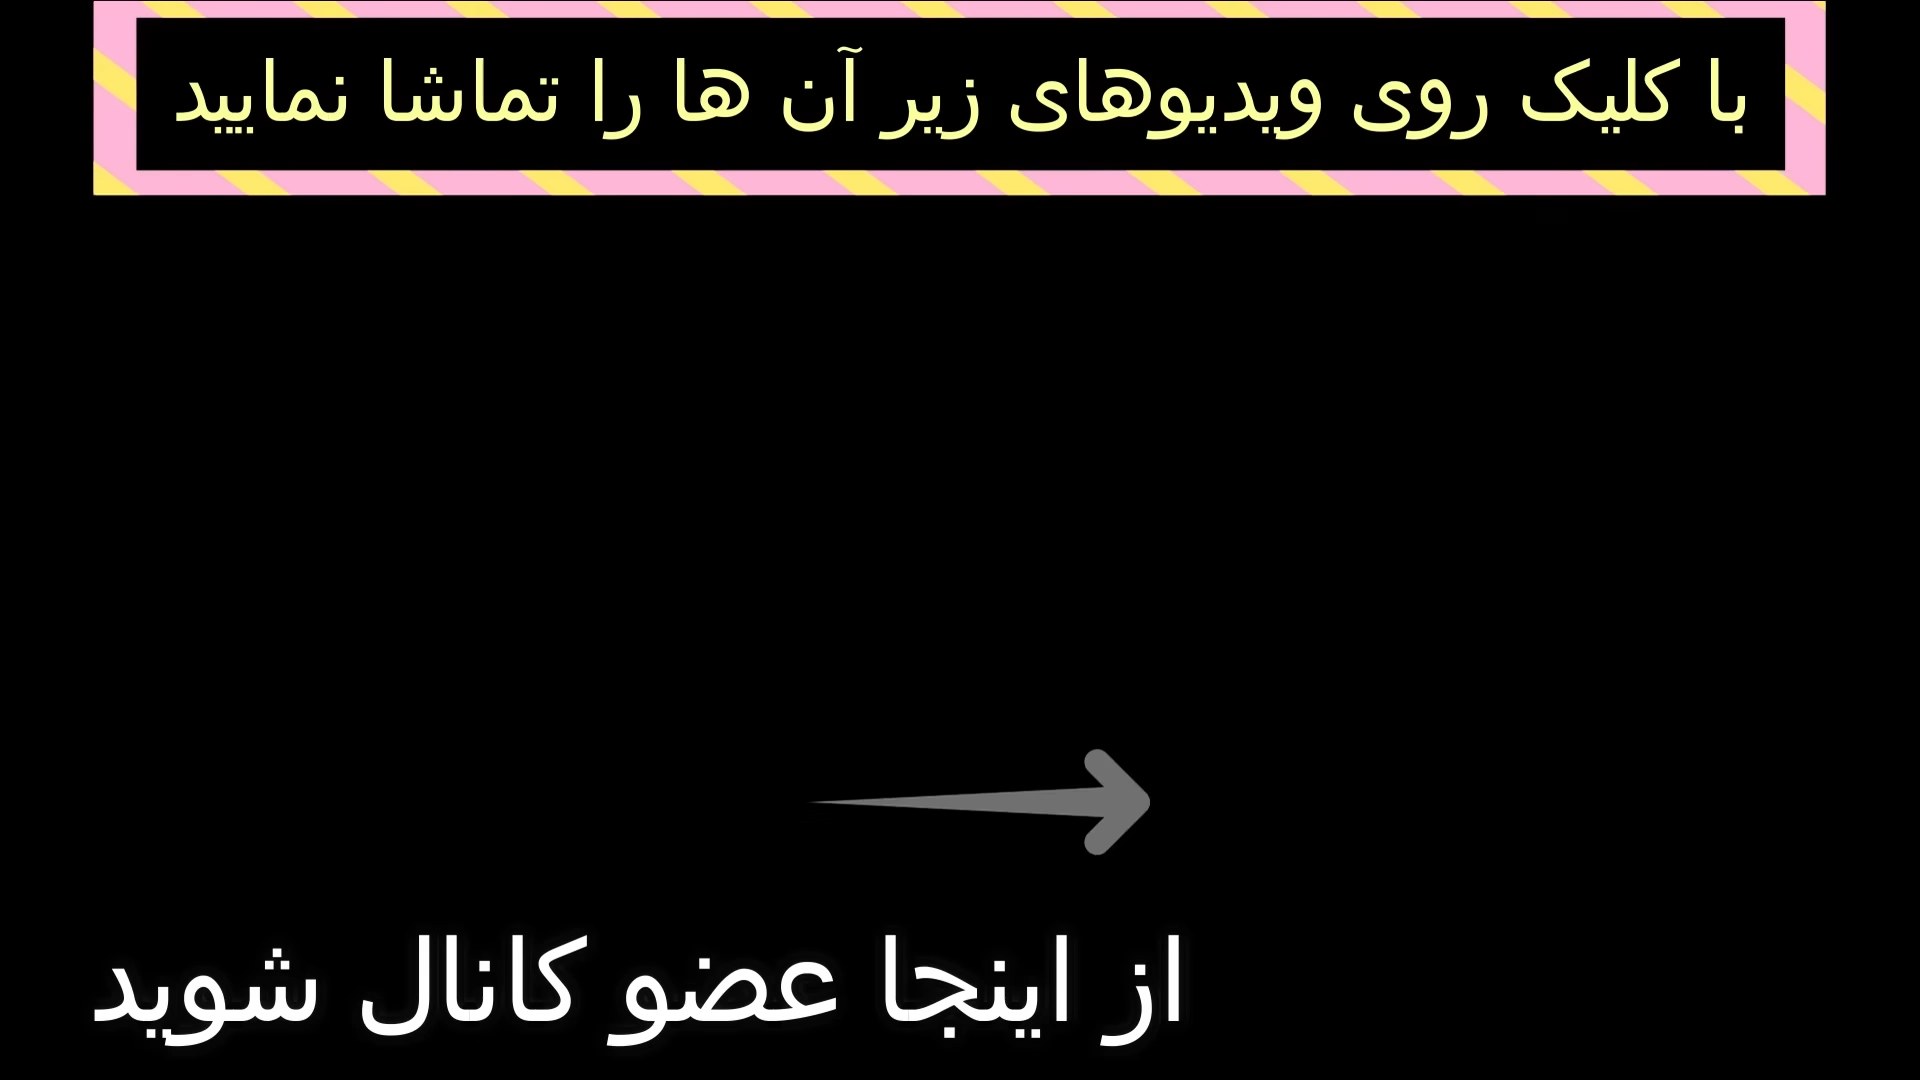 با کلیک روی ویدیوهای زیر آن ها را تماشا نمایید
از اینجا عضو کانال شوید